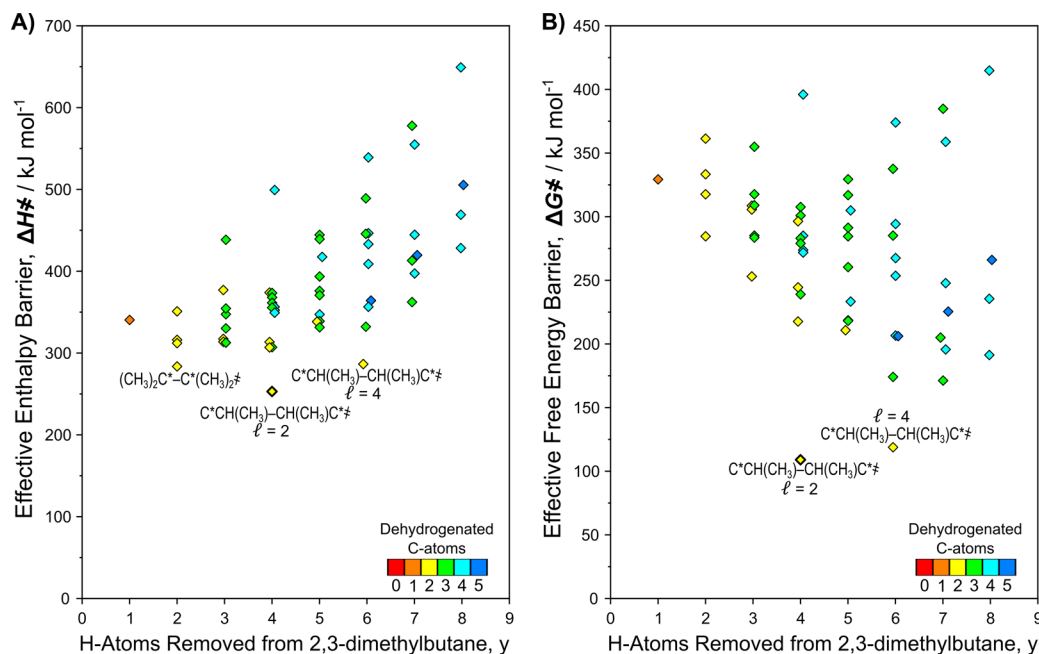 A)
Effective Enthalpy Barrier, ΔH‡ / kJ mol⁻¹
700
600
500
400
300
200
100
0
(CH₃)₂C*–C*(CH₃)₂‡
C*CH(CH₃)–CH(CH₃)C*‡
ℓ = 4
C*CH(CH₃)–CH(CH₃)C*‡
ℓ = 2
Dehydrogenated
C-atoms
0 1 2 3 4 5
0 1 2 3 4 5 6 7 8 9
H-Atoms Removed from 2,3-dimethylbutane, y
B)
Effective Free Energy Barrier, ΔG‡ / kJ mol⁻¹
450
400
350
300
250
200
150
100
50
0
ℓ = 4
C*CH(CH₃)–CH(CH₃)C*‡
C*CH(CH₃)–CH(CH₃)C*‡
ℓ = 2
Dehydrogenated
C-atoms
0 1 2 3 4 5
0 1 2 3 4 5 6 7 8 9
H-Atoms Removed from 2,3-dimethylbutane, y